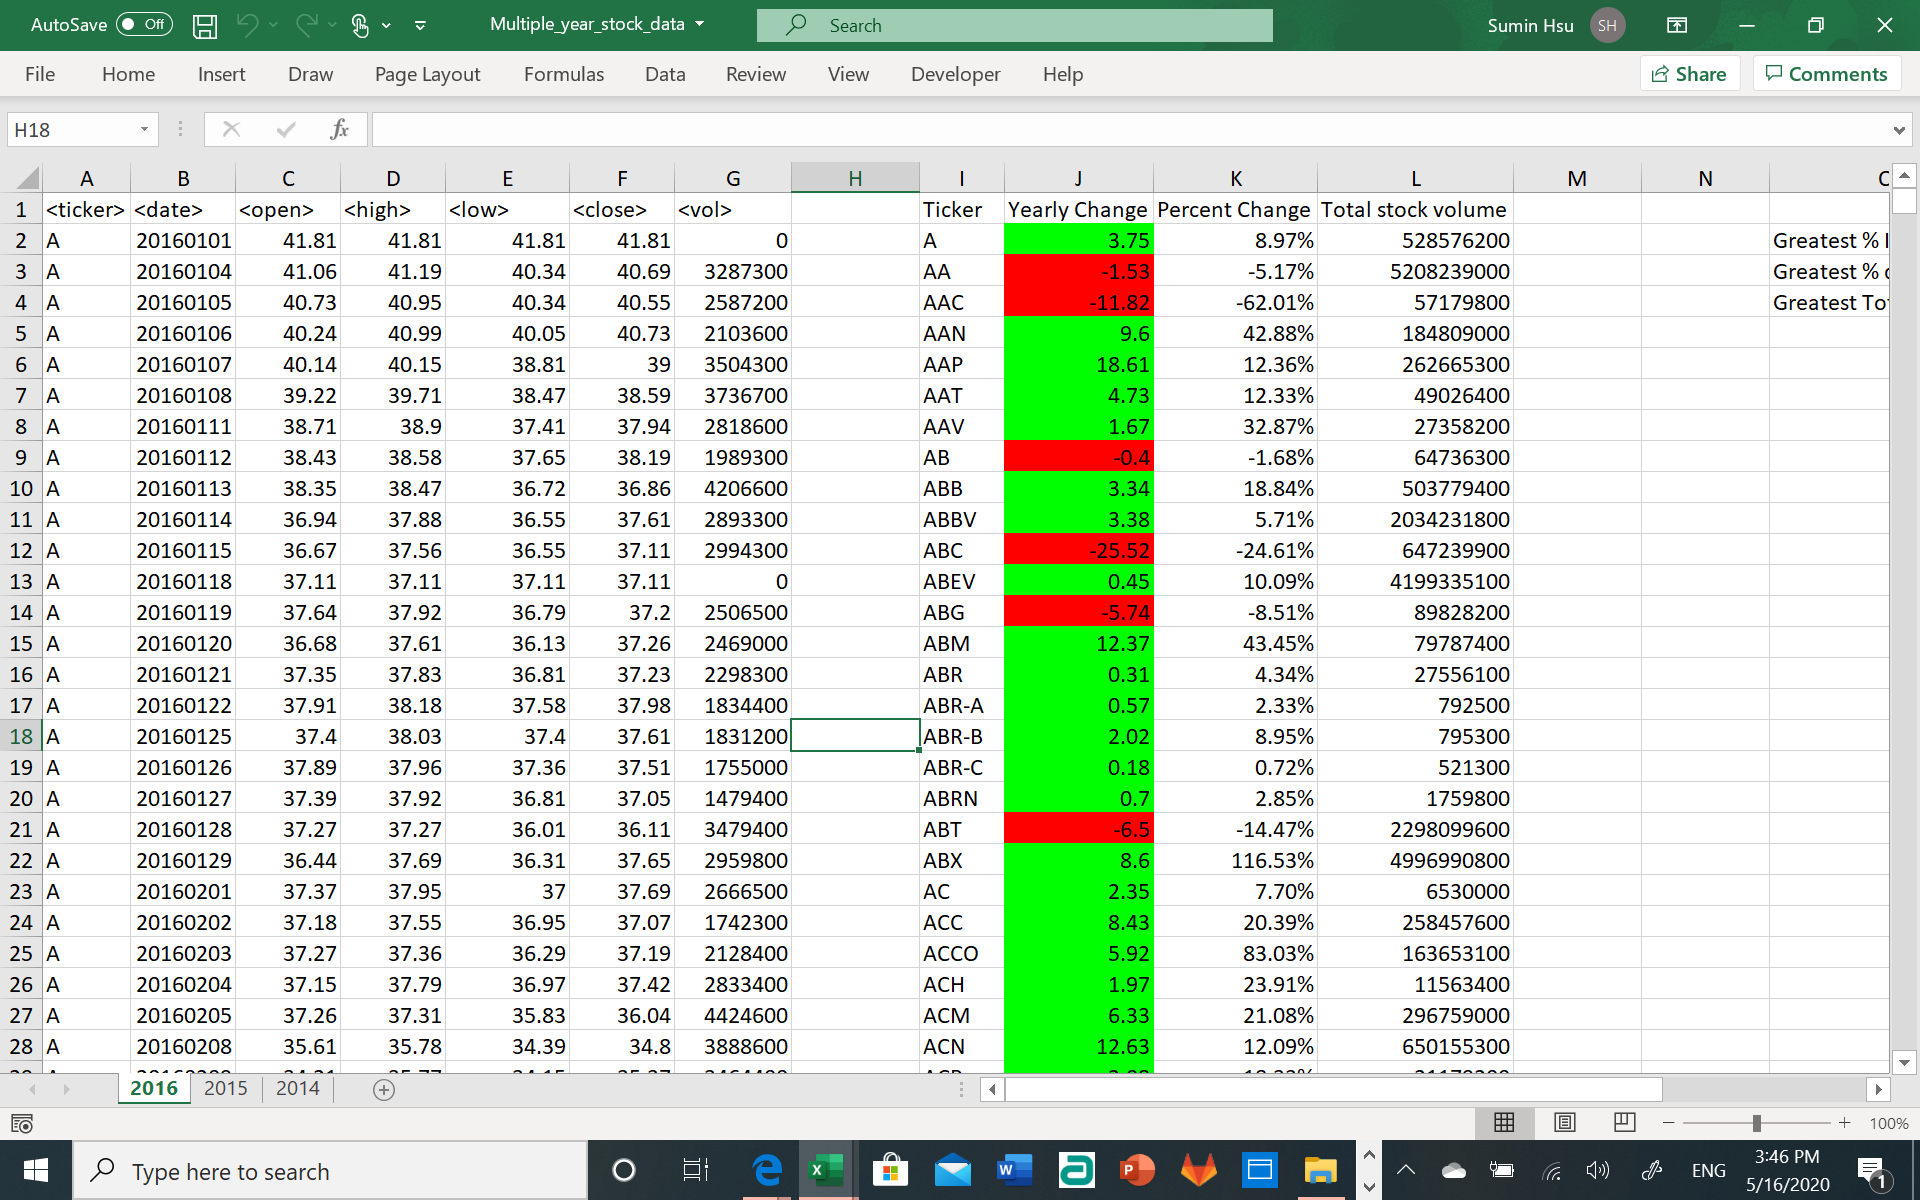 AutoSave Off Multiple_year_stock_data Search Sumin Hsu SH
File Home Insert Draw Page Layout Formulas Data Review View Developer Help Share Comments
H18 fx
A B C D E F G H I J K L M N
1 <ticker> <date> <open> <high> <low> <close> <vol> Ticker Yearly Change Percent Change Total stock volume
2 A 20160101 41.81 41.81 41.81 41.81 0 A 3.75 8.97% 528576200 Greatest %
3 A 20160104 41.06 41.19 40.34 40.69 3287300 AA -1.53 -5.17% 5208239000 Greatest %
4 A 20160105 40.73 40.95 40.34 40.55 2587200 AAC -11.82 -62.01% 57179800 Greatest
5 A 20160106 40.24 40.99 40.05 40.73 2103600 AAN 9.6 42.88% 184809000
6 A 20160107 40.14 40.15 38.81 39 3504300 AAP 18.61 12.36% 262665300
7 A 20160108 39.22 39.71 38.47 38.59 3736700 AAT 4.73 12.33% 49026400
8 A 20160111 38.71 38.9 37.41 37.94 2818600 AAV 1.67 32.87% 27358200
9 A 20160112 38.43 38.58 37.65 38.19 1989300 AB -0.4 -1.68% 64736300
10 A 20160113 38.35 38.47 36.72 36.86 4206600 ABB 3.34 18.84% 503779400
11 A 20160114 36.94 37.88 36.55 37.61 2893300 ABBV 3.38 5.71% 2034231800
12 A 20160115 36.67 37.56 36.55 37.11 2994300 ABC -25.52 -24.61% 647239900
13 A 20160118 37.11 37.11 37.11 37.11 0 ABEV 0.45 10.09% 4199335100
14 A 20160119 37.64 37.92 36.79 37.2 2506500 ABG -5.74 -8.51% 89828200
15 A 20160120 36.68 37.61 36.13 37.26 2469000 ABM 12.37 43.45% 79787400
16 A 20160121 37.35 37.83 36.81 37.23 2298300 ABR 0.31 4.34% 27556100
17 A 20160122 37.91 38.18 37.58 37.98 1834400 ABR-A 0.57 2.33% 792500
18 A 20160125 37.4 38.03 37.4 37.61 1831200 ABR-B 2.02 8.95% 795300
19 A 20160126 37.89 37.96 37.36 37.51 1755000 ABR-C 0.18 0.72% 521300
20 A 20160127 37.39 37.92 36.81 37.05 1479400 ABRN 0.7 2.85% 1759800
21 A 20160128 37.27 37.27 36.01 36.11 3479400 ABT -6.5 -14.47% 2298099600
22 A 20160129 36.44 37.69 36.31 37.65 2959800 ABX 8.6 116.53% 4996990800
23 A 20160201 37.37 37.95 37 37.69 2666500 AC 2.35 7.70% 6530000
24 A 20160202 37.18 37.55 36.95 37.07 1742300 ACC 8.43 20.39% 258457600
25 A 20160203 37.27 37.36 36.29 37.19 2128400 ACCO 5.92 83.03% 163653100
26 A 20160204 37.15 37.79 36.97 37.42 2833400 ACH 1.97 23.91% 11563400
27 A 20160205 37.26 37.31 35.83 36.04 4424600 ACM 6.33 21.08% 296759000
28 A 20160208 35.61 35.78 34.39 34.8 3888600 ACN 12.63 12.09% 650155300
2016 2015 2014
100%
Type here to search ENG 3:46 PM
5/16/2020 1